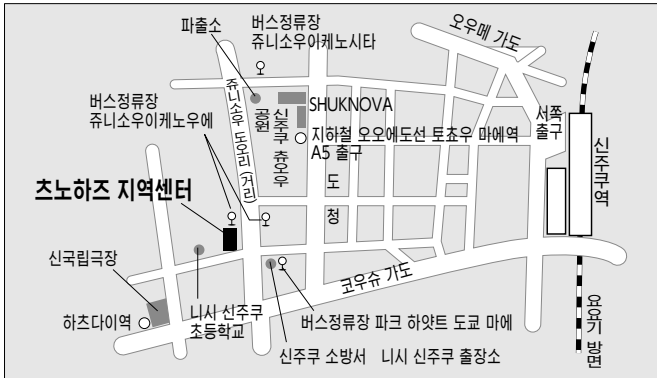 버스정류장
쥬니소우이케노시타
파출소
오우메 가도
버스정류장
쥬니소우이케노우에
쥬니소우 도오리 (거리)
신주쿠 츄오우
공원
SHUKNOVA
지하철 오오에도선 토쵸우 마에역
A5 출구
서쪽
출구
신주쿠역
도청
츠노하즈 지역센터
신국립극장
하츠다이역
니시 신주쿠
초등학교
코우슈 가도
버스정류장 파크 하얏트 도쿄 마에
신주쿠 소방서 니시 신주쿠 출장소
요요기 방면